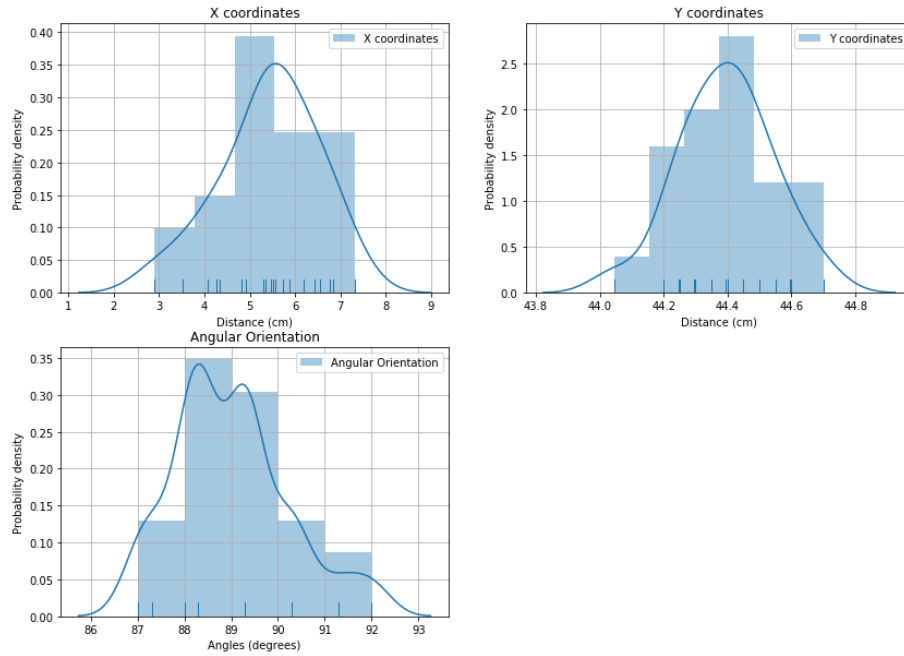 X coordinates
0.40
0.35
0.30
0.25
0.20
0.15
0.10
0.05
0.00
Probability density
X coordinates
1 2 3 4 5 6 7 8 9
Distance (cm)
Y coordinates
2.5
2.0
1.5
1.0
0.5
0.0
Probability density
Y coordinates
43.8 44.0 44.2 44.4 44.6 44.8
Distance (cm)
Angular Orientation
0.35
0.30
0.25
0.20
0.15
0.10
0.05
0.00
Probability density
Angular Orientation
86 87 88 89 90 91 92 93
Angles (degrees)